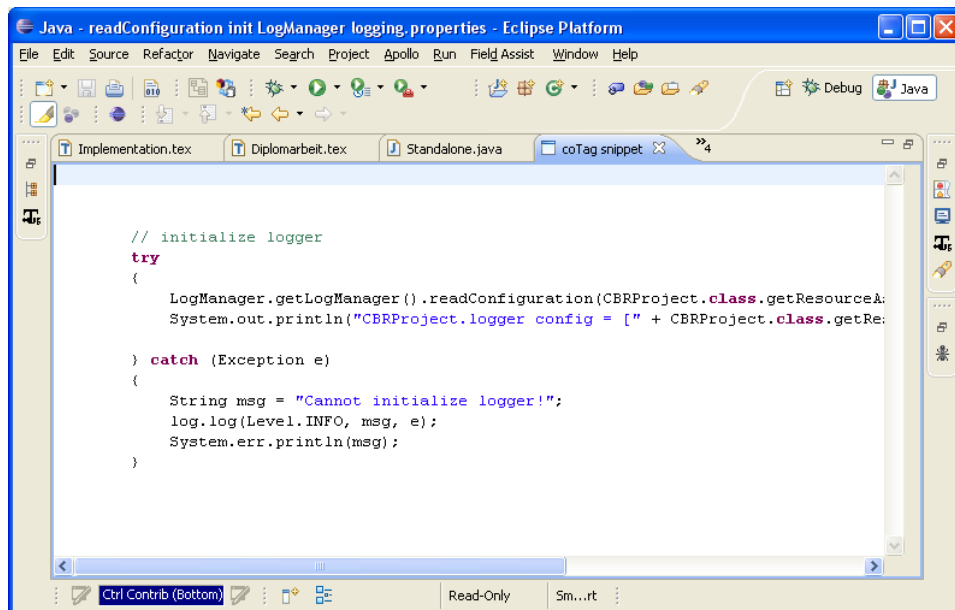 Java - readConfiguration init LogManager logging.properties - Eclipse Platform
File Edit Source Refactor Navigate Search Project Apollo Run Field Assist Window Help
Debug Java
Implementation.tex Diplomarbeit.tex Standalone.java coTag snippet »4
// initialize logger
try
{
LogManager.getLogManager().readConfiguration(CBRProject.class.getResourceA
System.out.println("CBRProject.logger config = [" + CBRProject.class.getRe
} catch (Exception e)
{
String msg = "Cannot initialize logger!";
log.log(Level.INFO, msg, e);
System.err.println(msg);
}
Ctrl Contrib (Bottom) Read-Only Sm...rt